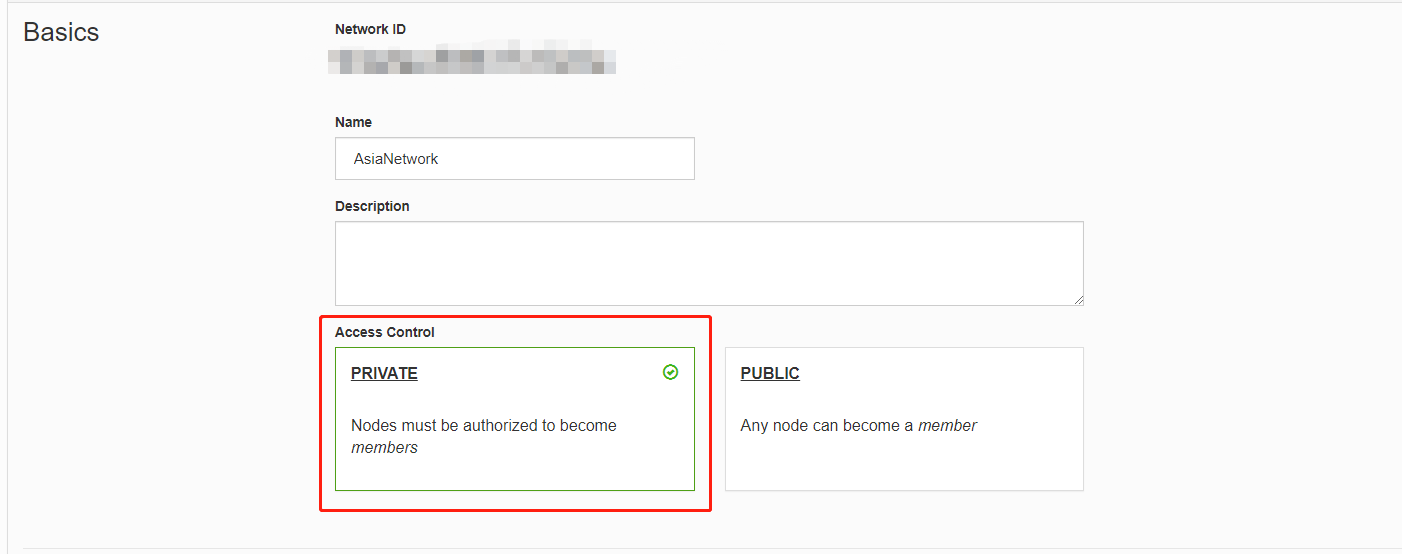 Basics
Network ID
Name
AsiaNetwork
Description
Access Control
PRIVATE
Nodes must be authorized to become
members
PUBLIC
Any node can become a member